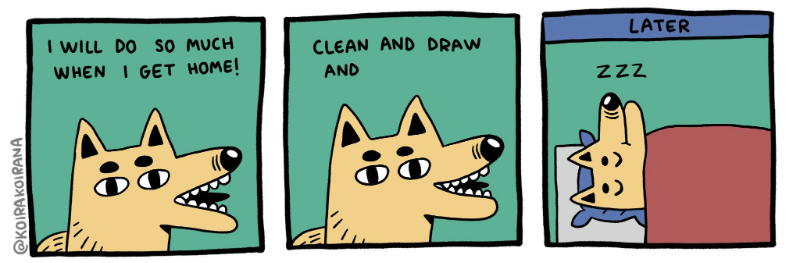 I WILL DO SO MUCH
WHEN I GET HOME!
CLEAN AND DRAW
AND
LATER
ZZZ
@KOIRAKOIRANA